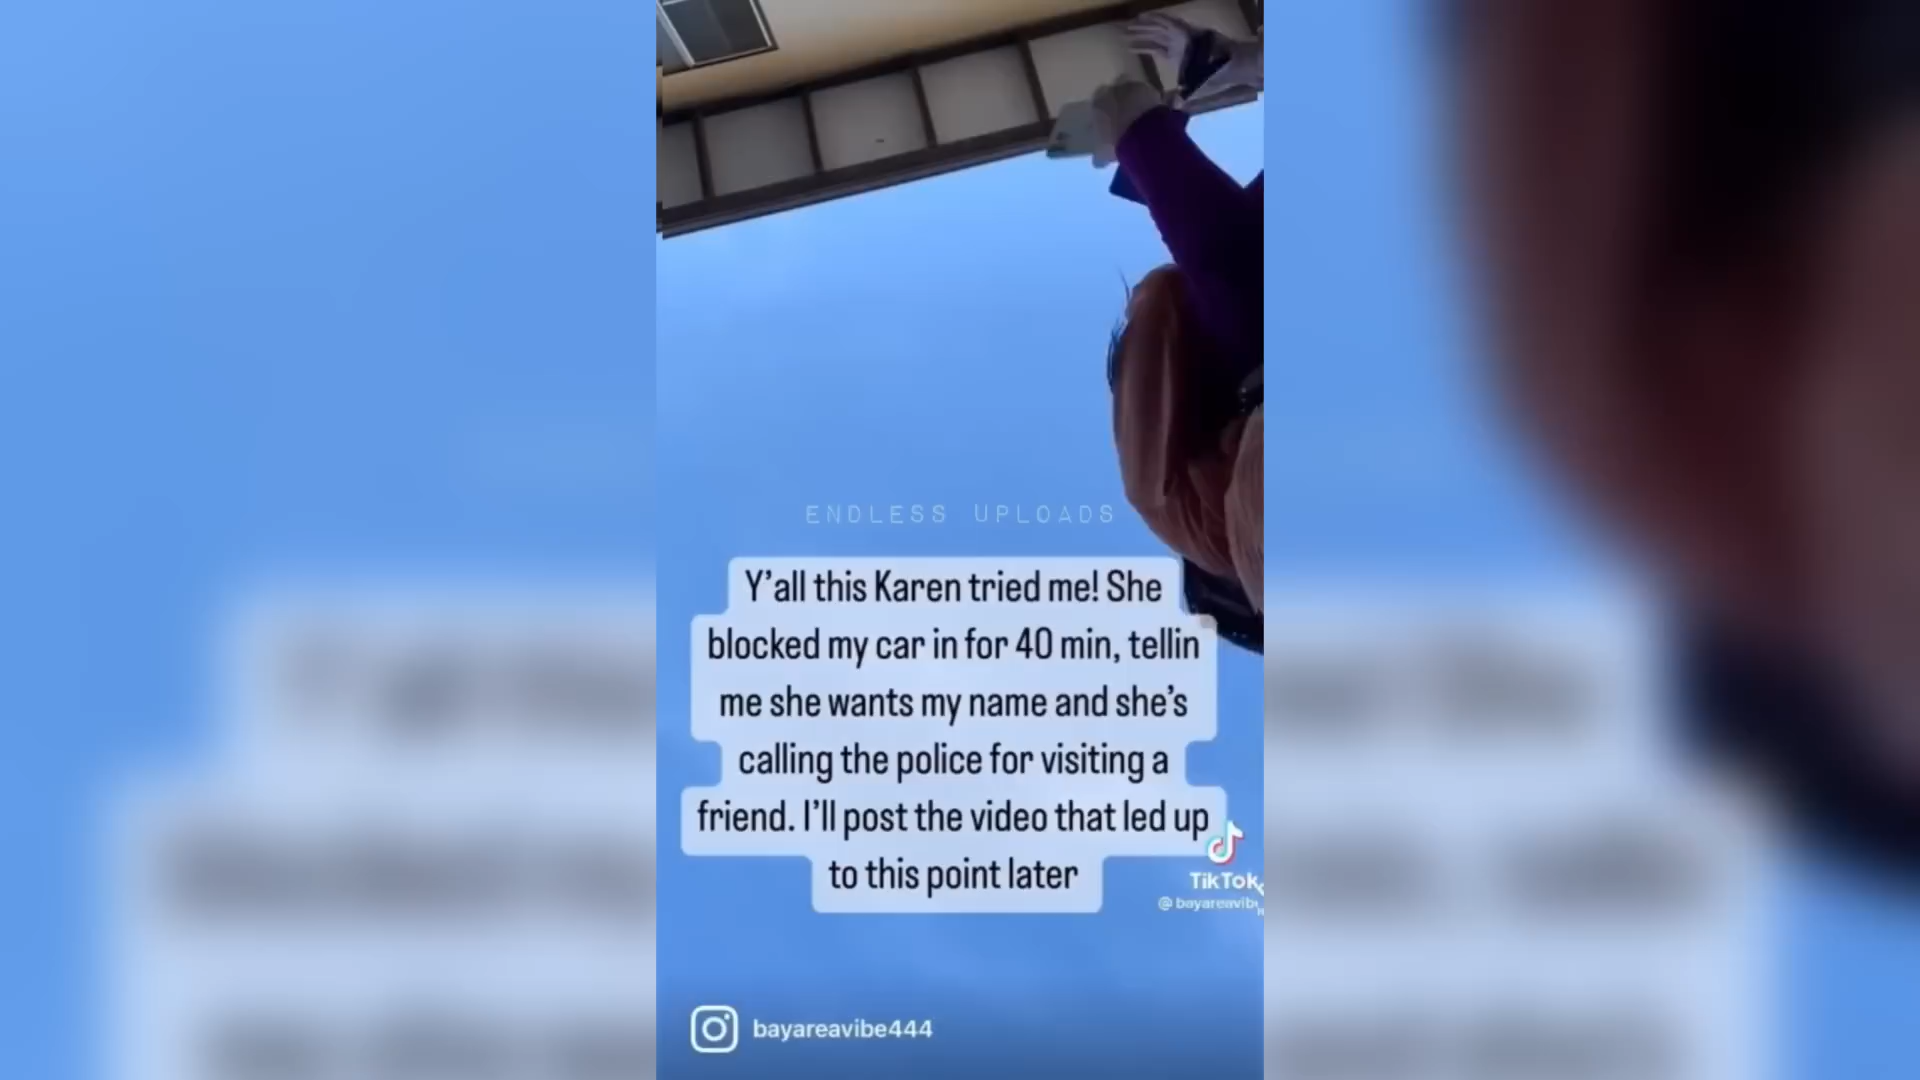 ENDLESS UPLOADS
Y'all this Karen tried me! She
blocked my car in for 40 min, tellin
me she wants my name and she's
calling the police for visiting a
friend. I'll post the video that led up
to this point later
TikTok
bayareavibe444